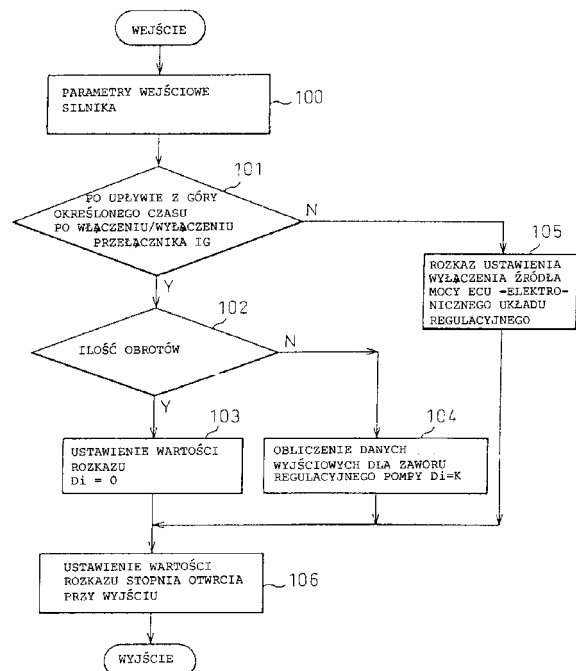 WEJŚCIE
PARAMETRY WEJŚCIOWE
SILNIKA
100
101
PO UPŁYWIE Z GÓRY
OKREŚLONEGO CZASU
PO WŁĄCZENIU/WYŁĄCZENIU
PRZEŁĄCZNIKA IG
N
Y
105
ROZKAZ USTAWIENIA
WYŁĄCZENIA ŹRÓDŁA
MOCY ECU -ELEKTRO-
NICZNEGO UKŁADU
REGULACYJNEGO
102
ILOŚĆ OBROTÓW
N
Y
103
USTAWIENIE WARTOŚCI
ROZKAZU
Di = 0
104
OBLICZENIE DANYCH
WYJŚCIOWYCH DLA ZAWORU
REGULACYJNEGO POMPY Di=K
USTAWIENIE WARTOŚCI
ROZKAZU STOPNIA OTWRCIA
PRZY WYJŚCIU
106
WYJŚCIE